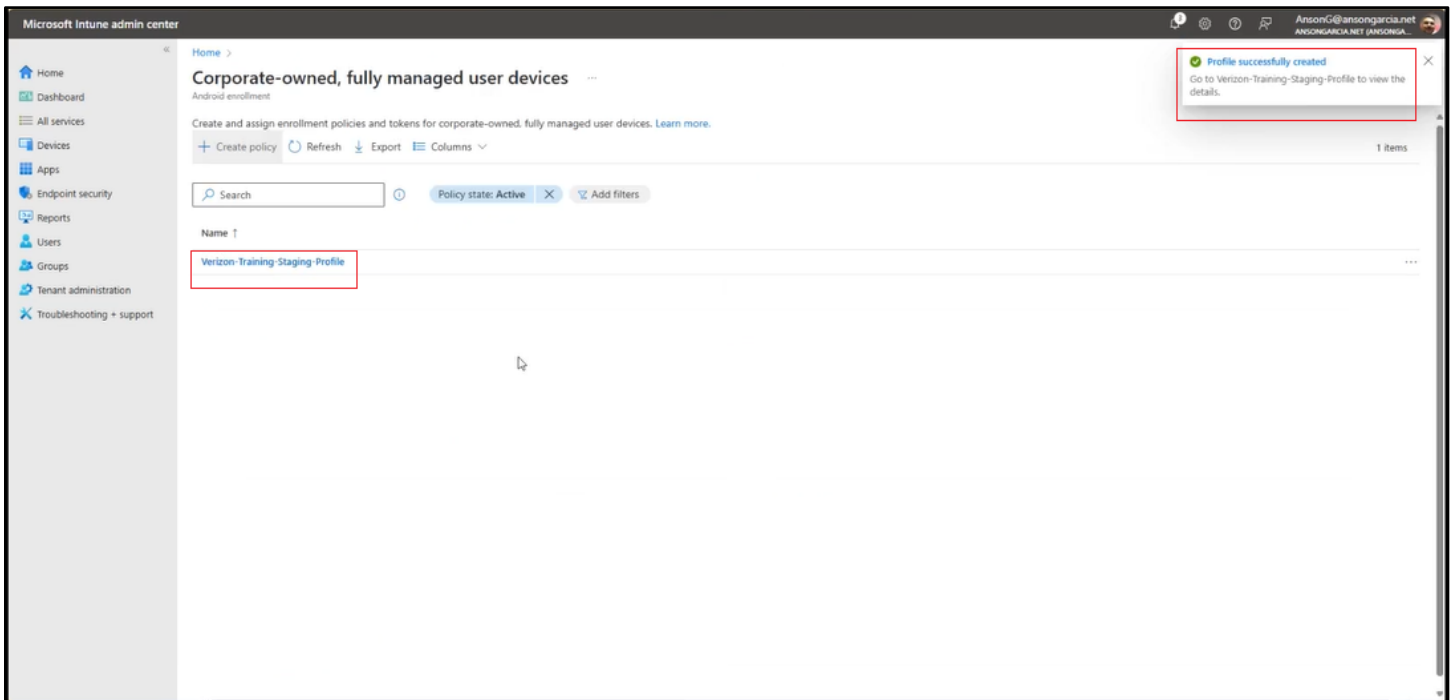 Microsoft Intune admin center
AnsonG@ansongarcia.net
ANSONGARCIA.NET (ANSONGA...
Home
Dashboard
All services
Devices
Apps
Endpoint security
Reports
Users
Groups
Tenant administration
Troubleshooting + support
Home >
Corporate-owned, fully managed user devices ...
Android enrollment
Profile successfully created
Go to Verizon-Training-Staging-Profile to view the
details.
Create and assign enrollment policies and tokens for corporate-owned, fully managed user devices. Learn more.
+ Create policy Refresh Export Columns
1 items
Search
Policy state: Active
Add filters
Name ↑
Verizon-Training-Staging-Profile ...